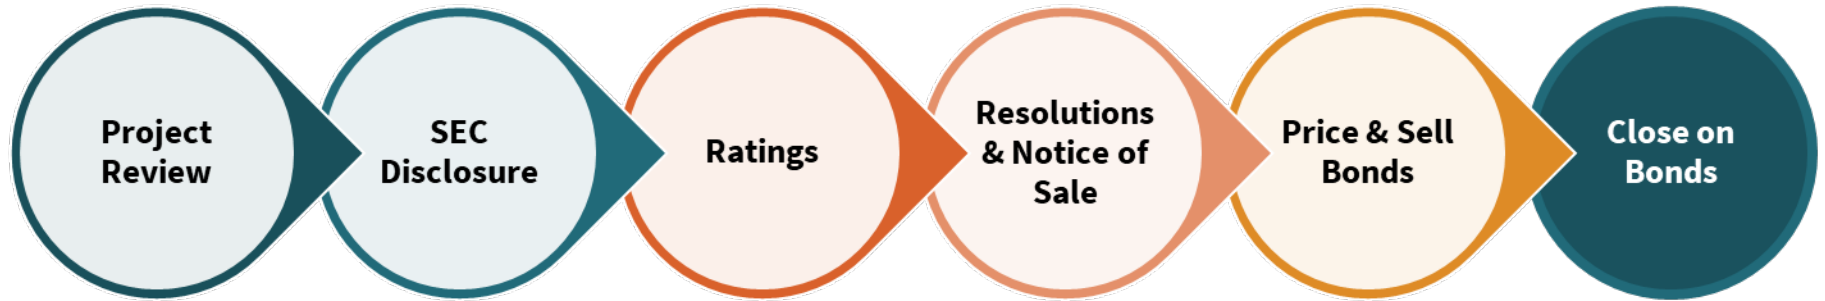 Project
Review
SEC
Disclosure
Ratings
Resolutions
& Notice of
Sale
Price & Sell
Bonds
Close on
Bonds